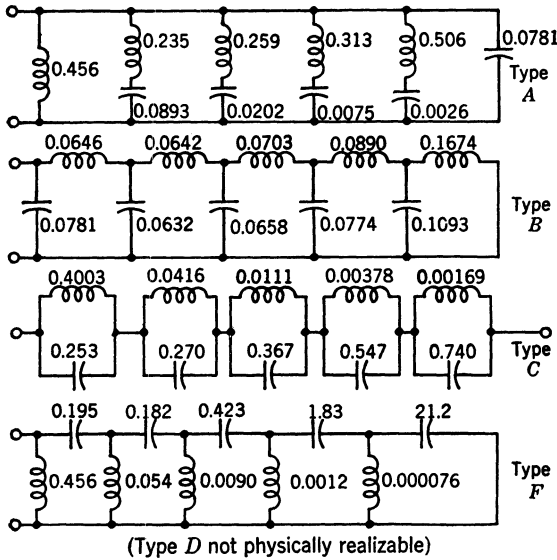 0.456 0.235 0.259 0.313 0.506 0.0781
0.0893 0.0202 0.0075 0.0026
Type
A
0.0646 0.0642 0.0703 0.0890 0.1674
0.0781 0.0632 0.0658 0.0774 0.1093
Type
B
0.4003 0.0416 0.0111 0.00378 0.00169
0.253 0.270 0.367 0.547 0.740
Type
C
0.195 0.182 0.423 1.83 21.2
0.456 0.054 0.0090 0.0012 0.000076
Type
F
(Type D not physically realizable)